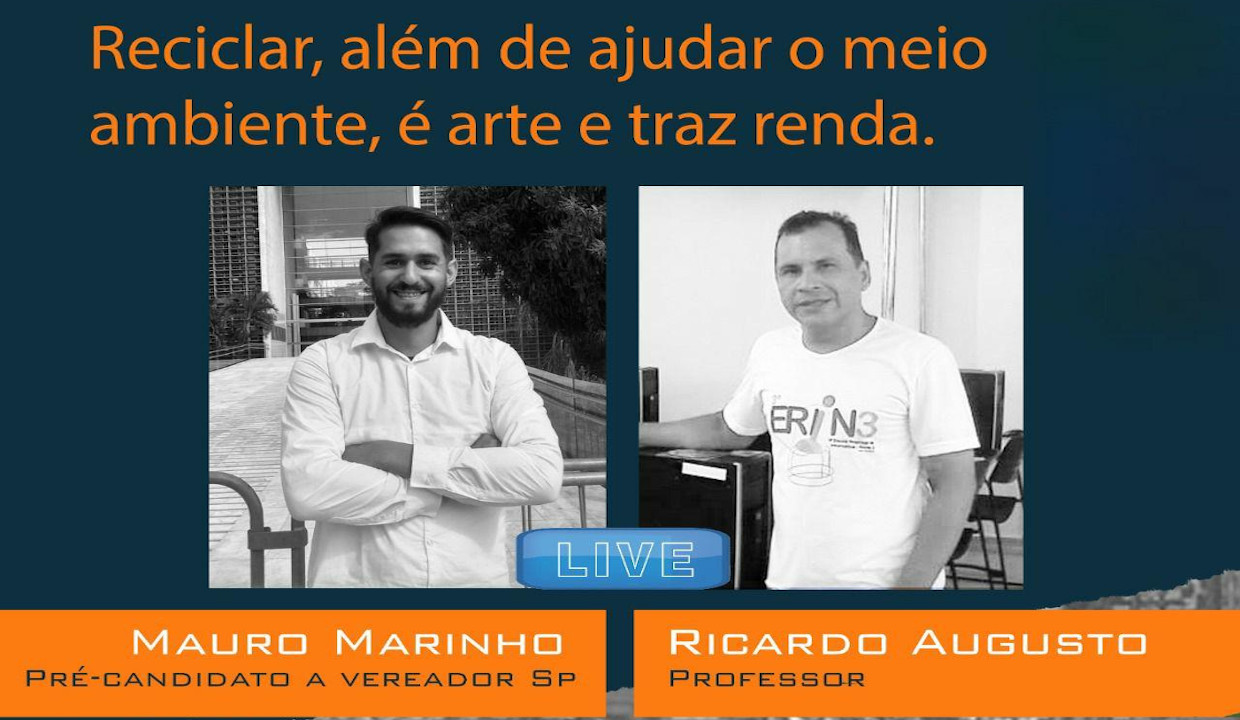 Reciclar, além de ajudar o meio
ambiente, é arte e traz renda.
ERIIN3
LIVE
Mauro Marinho
Pré-candidato a vereador Sp
Ricardo Augusto
Professor